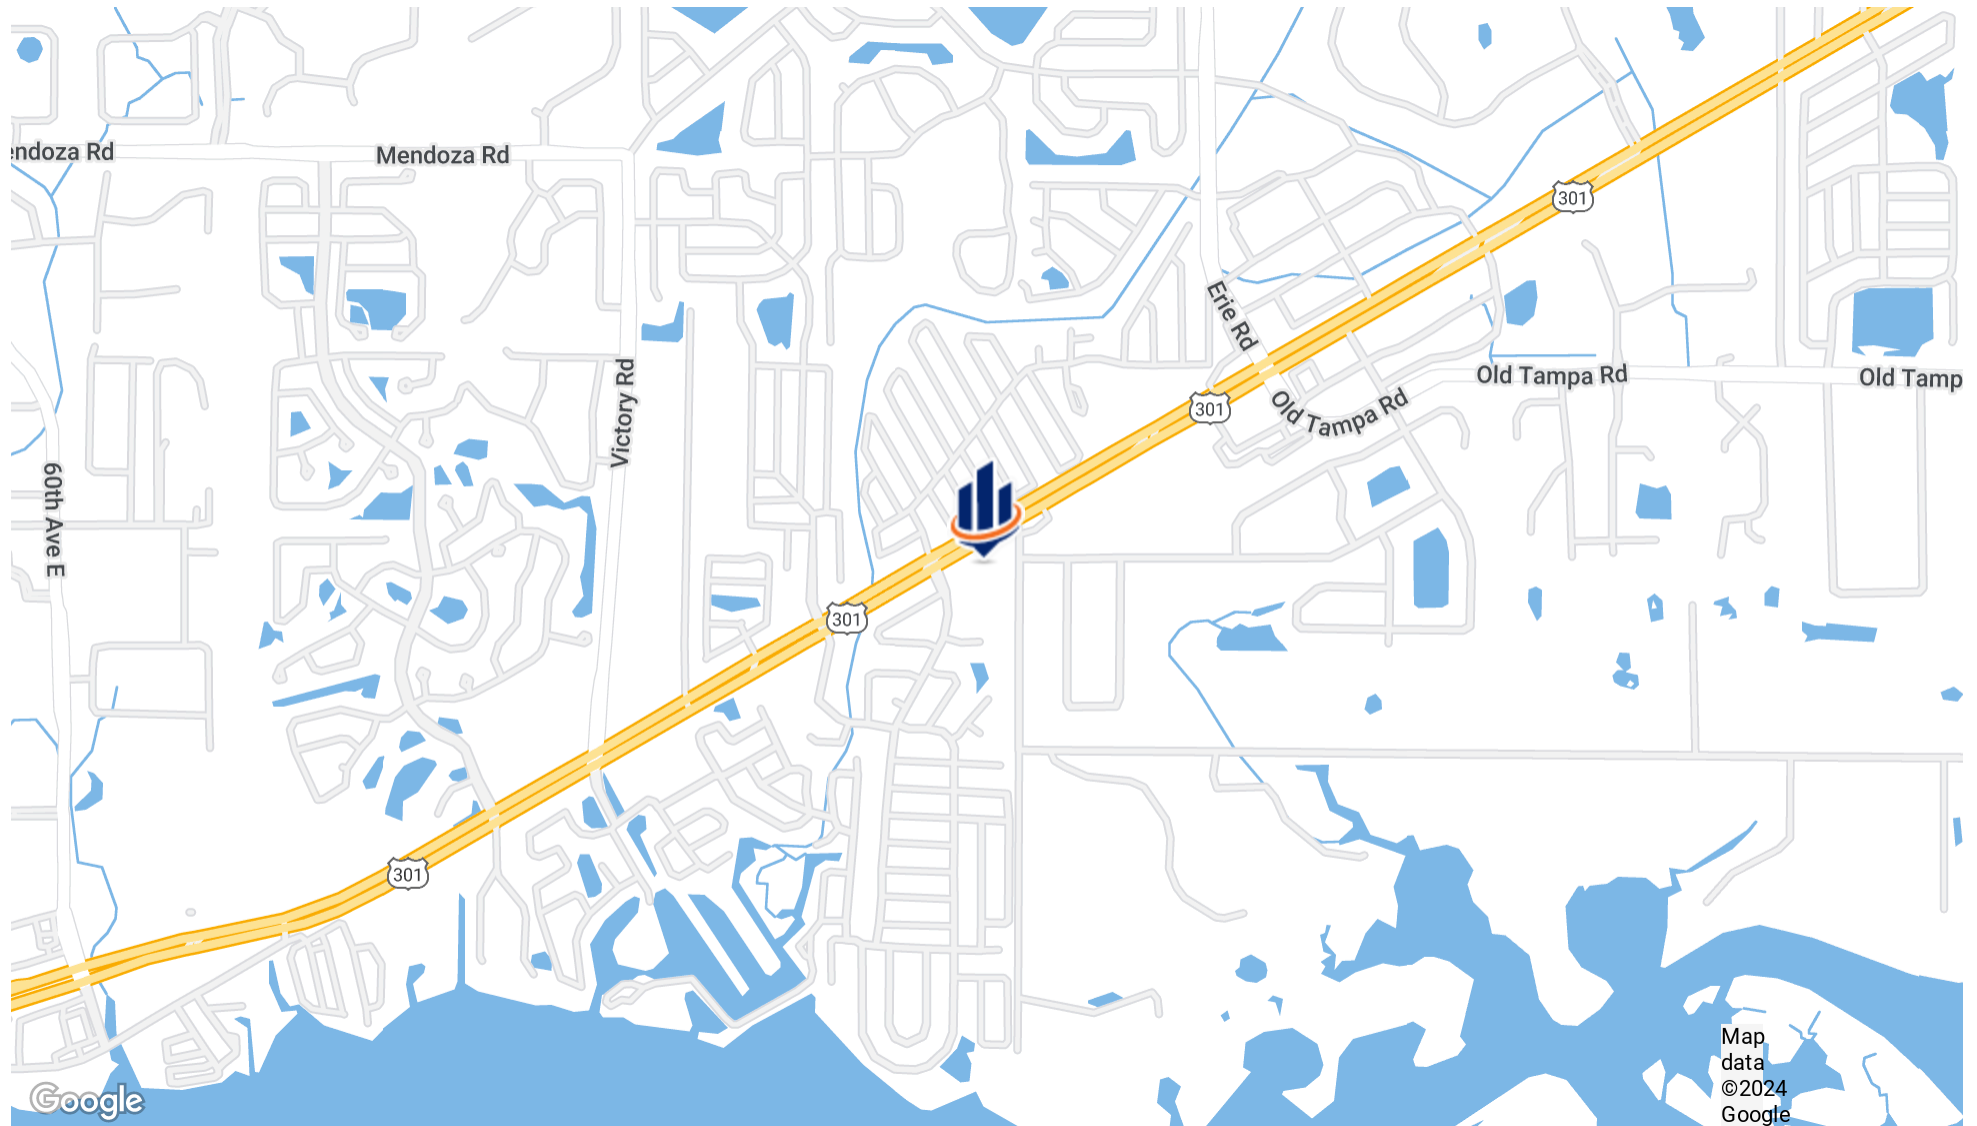 301
endoza Rd
Mendoza Rd
Erie Rd
301
Old Tampa Rd
Old Tamp
Old Tampa Rd
Victory Rd
60th Ave E
301
301
Map
data
©2024
Google
Google